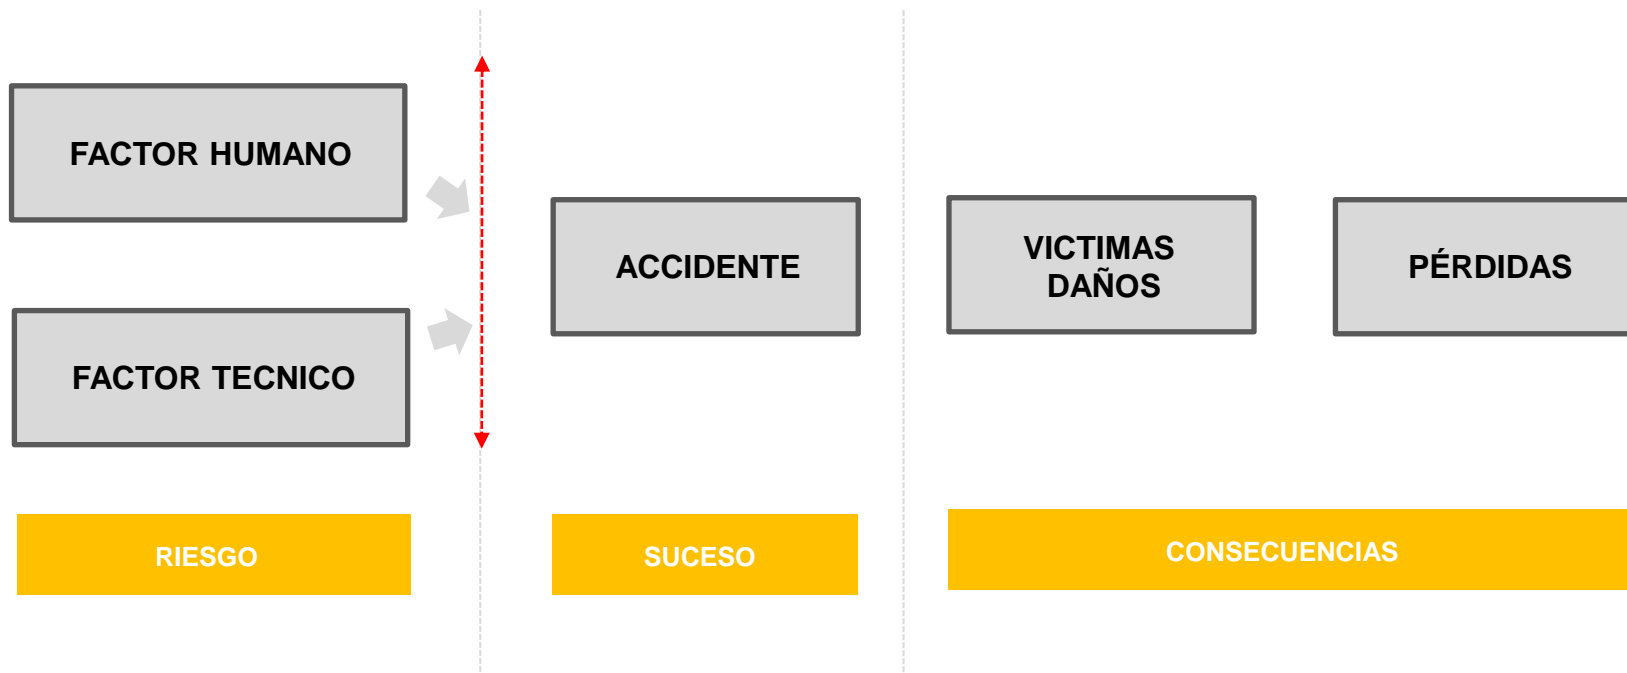 FACTOR HUMANO
FACTOR TECNICO
ACCIDENTE
VICTIMAS
DAÑOS
PÉRDIDAS
RIESGO
SUCESO
CONSECUENCIAS